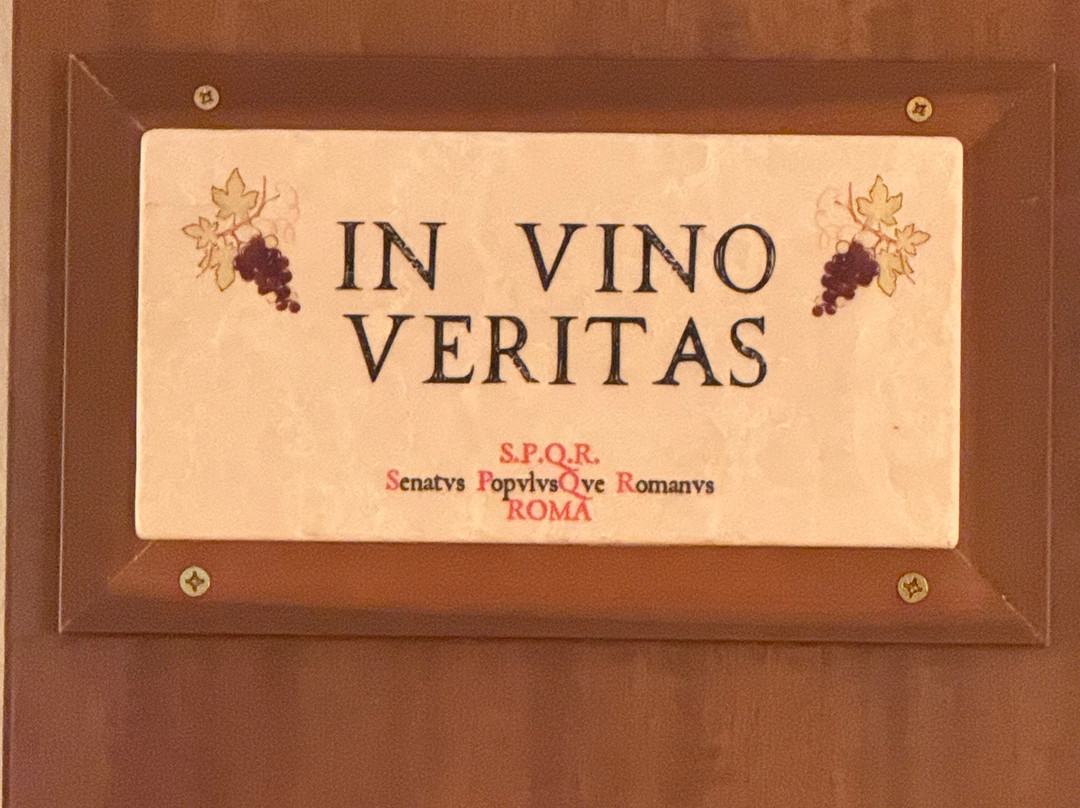 IN VINO
VERITAS
S.P.Q.R.
Senatvs PopvlvsQve Romanvs
ROMA